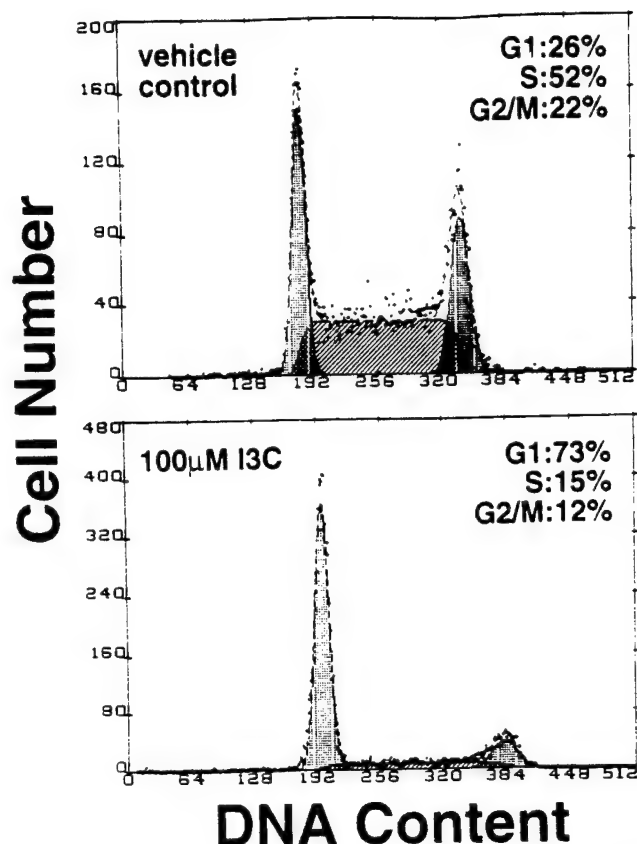 200
160
120
80
40
0
vehicle
control
G1:26%
S:52%
G2/M:22%
0 64 128 192 256 320 384 448 512
Cell Number
480
400
320
240
160
80
0
100μM I3C
G1:73%
S:15%
G2/M:12%
0 64 128 192 256 320 384 448 512
DNA Content